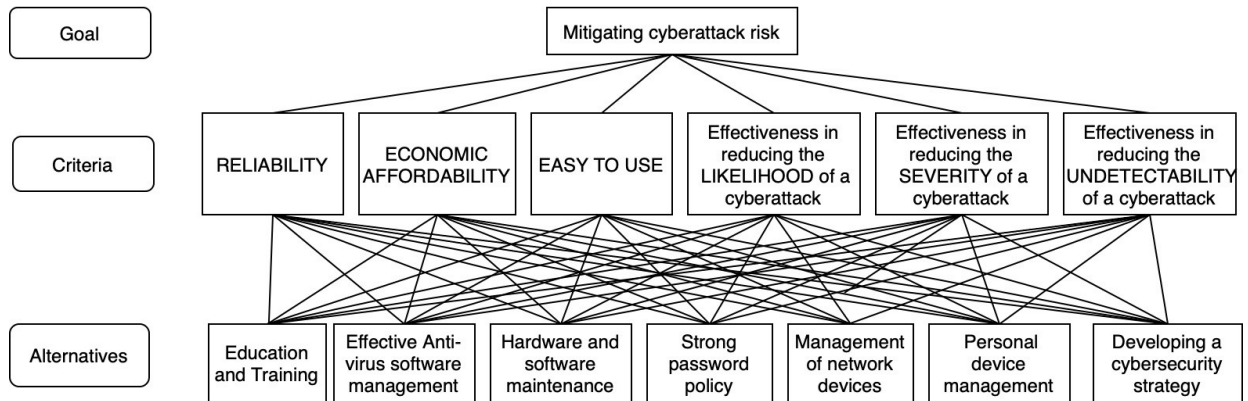 Goal
Mitigating cyberattack risk
Criteria
RELIABILITY
ECONOMIC
AFFORDABILITY
EASY TO USE
Effectiveness in
reducing the
LIKELIHOOD of a
cyberattack
Effectiveness in
reducing the
SEVERITY of a
cyberattack
Effectiveness in
reducing the
UNDETECTABILITY
of a cyberattack
Alternatives
Education
and Training
Effective Anti-
virus software
management
Hardware and
software
maintenance
Strong
password
policy
Management
of network
devices
Personal
device
management
Developing a
cybersecurity
strategy